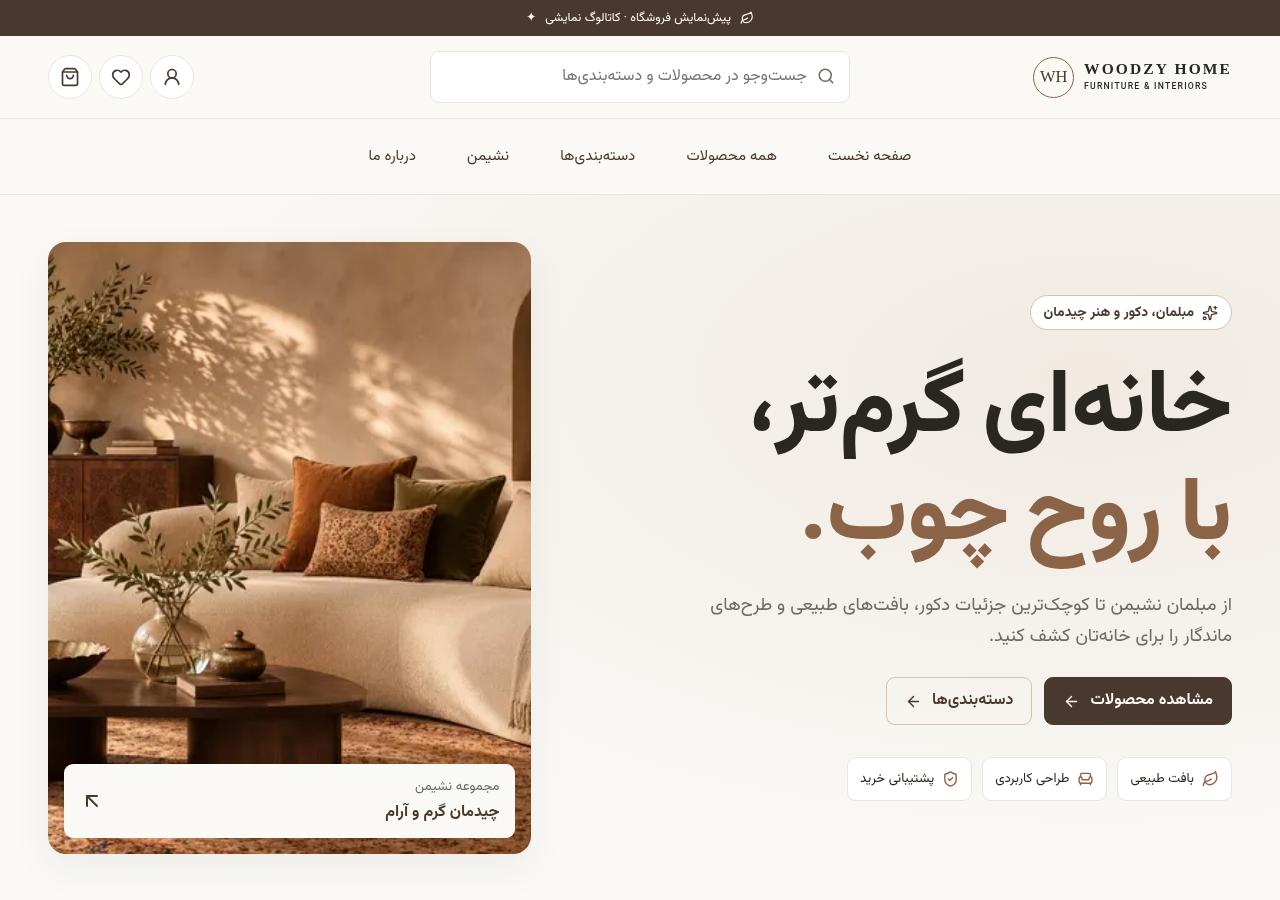 پیش‌نمایش فروشگاه · کاتالوگ نمایشی ✦
WOODZY HOME
FURNITURE & INTERIORS
WH
جست‌وجو در محصولات و دسته‌بندی‌ها
صفحه نخست
همه محصولات
دسته‌بندی‌ها
نشیمن
درباره ما
مبلمان، دکور و هنر چیدمان
خانه‌ای گرم‌تر،
با روح چوب.
از مبلمان نشیمن تا کوچک‌ترین جزئیات دکور، بافت‌های طبیعی و طرح‌های
ماندگار را برای خانه‌تان کشف کنید.
مشاهده محصولات
دسته‌بندی‌ها
بافت طبیعی
طراحی کاربردی
پشتیبانی خرید
مجموعه نشیمن
چیدمان گرم و آرام